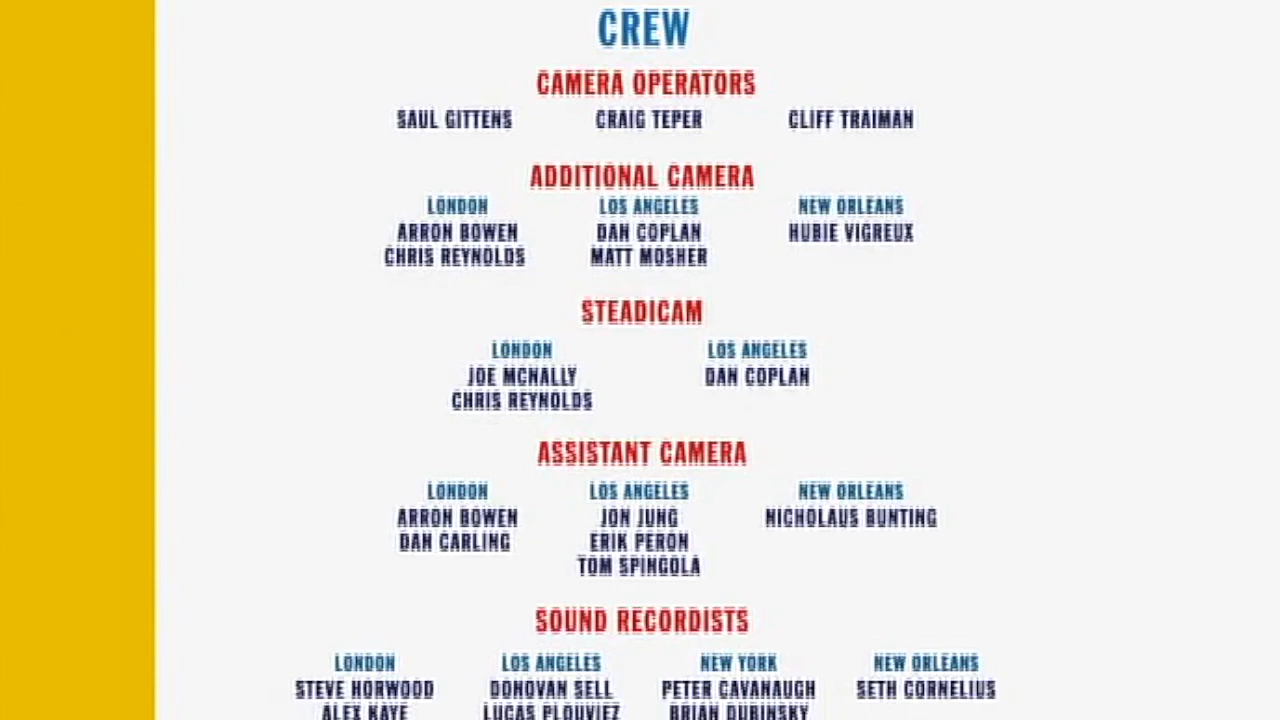 CREW
CAMERA OPERATORS
SAUL GITTENS CRAIG TEPER CLIFF TRAIMAN
ADDITIONAL CAMERA
LONDON LOS ANGELES NEW ORLEANS
ARRON BOWEN DAN COPLAN HUBIE VIGREUX
CHRIS REYNOLDS MATT MOSHER
STEADICAM
LONDON LOS ANGELES
JOE MCNALLY DAN COPLAN
CHRIS REYNOLDS
ASSISTANT CAMERA
LONDON LOS ANGELES NEW ORLEANS
ARRON BOWEN JON JUNG NICHOLAUS BUNTING
DAN CARLING ERIK PERON
TOM SPINGOLA
SOUND RECORDISTS
LONDON LOS ANGELES NEW YORK NEW ORLEANS
STEVE HORWOOD DONOVAN SELL PETER CAVANAUGH SETH CORNELIUS
ALEX KAYE LUCAS PLOUVIEZ BRIAN DUBINSKY